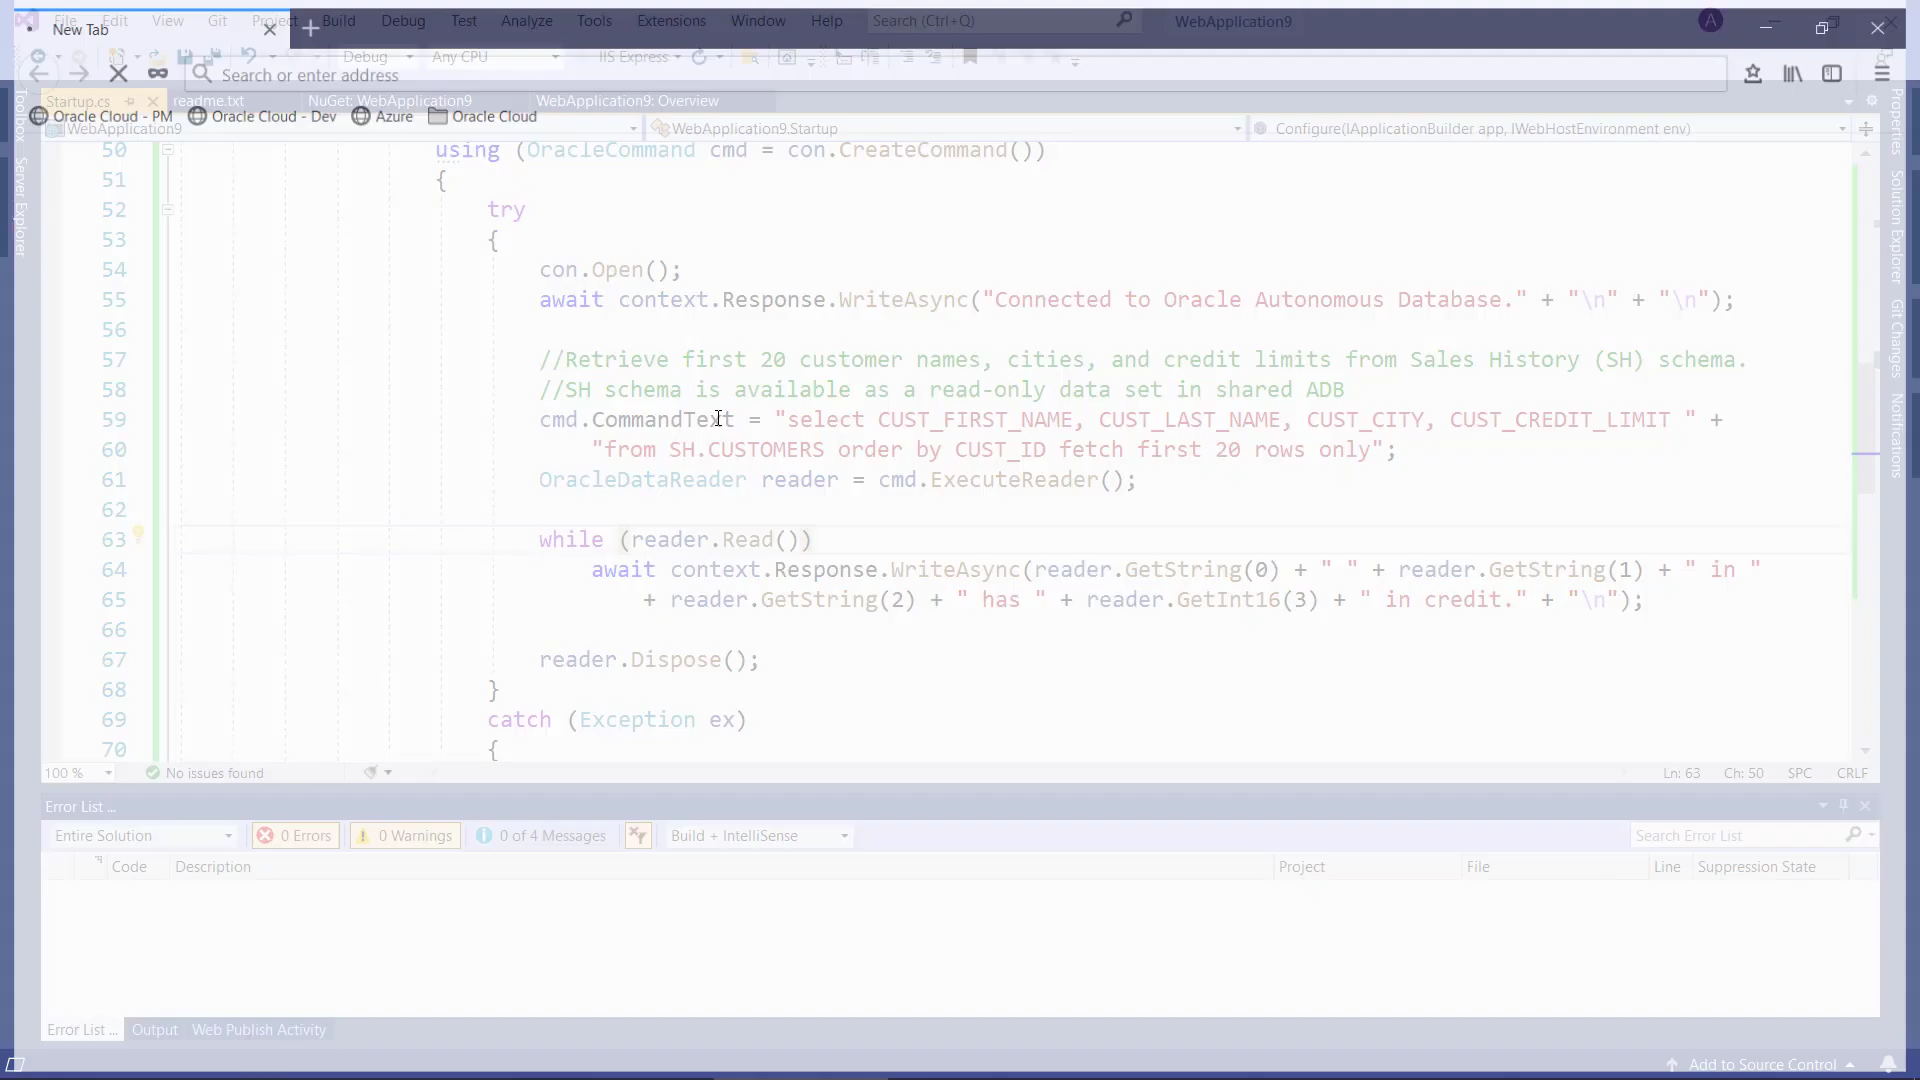 File Edit View Git Project Build Debug Test Analyze Tools Extensions Window Help Search (Ctrl+Q) WebApplication9 A
New Tab
Debug Any CPU IIS Express
Search or enter address
Startup.cs readme.txt NuGet: WebApplication9 WebApplication9: Overview
Oracle Cloud - PM Oracle Cloud - Dev Azure Oracle Cloud
WebApplication9 WebApplication9.Startup Configure(IApplicationBuilder app, IWebHostEnvironment env)
Toolbox
Server Explorer
Properties
Solution Explorer
Git Changes
Notifications
50 using (OracleCommand cmd = con.CreateCommand())
51 {
52 try
53 {
54 con.Open();
55 await context.Response.WriteAsync("Connected to Oracle Autonomous Database." + "\n" + "\n");
56
57 //Retrieve first 20 customer names, cities, and credit limits from Sales History (SH) schema.
58 //SH schema is available as a read-only data set in shared ADB
59 cmd.CommandText = "select CUST_FIRST_NAME, CUST_LAST_NAME, CUST_CITY, CUST_CREDIT_LIMIT " +
60 "from SH.CUSTOMERS order by CUST_ID fetch first 20 rows only";
61 OracleDataReader reader = cmd.ExecuteReader();
62
63 while (reader.Read())
64 await context.Response.WriteAsync(reader.GetString(0) + " " + reader.GetString(1) + " in "
65 + reader.GetString(2) + " has " + reader.GetInt16(3) + " in credit." + "\n");
66
67 reader.Dispose();
68 }
69 catch (Exception ex)
70 {
100 % No issues found Ln: 63 Ch: 50 SPC CRLF
Error List ...
Entire Solution 0 Errors 0 Warnings 0 of 4 Messages Build + IntelliSense Search Error List
Code Description Project File Line Suppression State
Error List ... Output Web Publish Activity
Add to Source Control